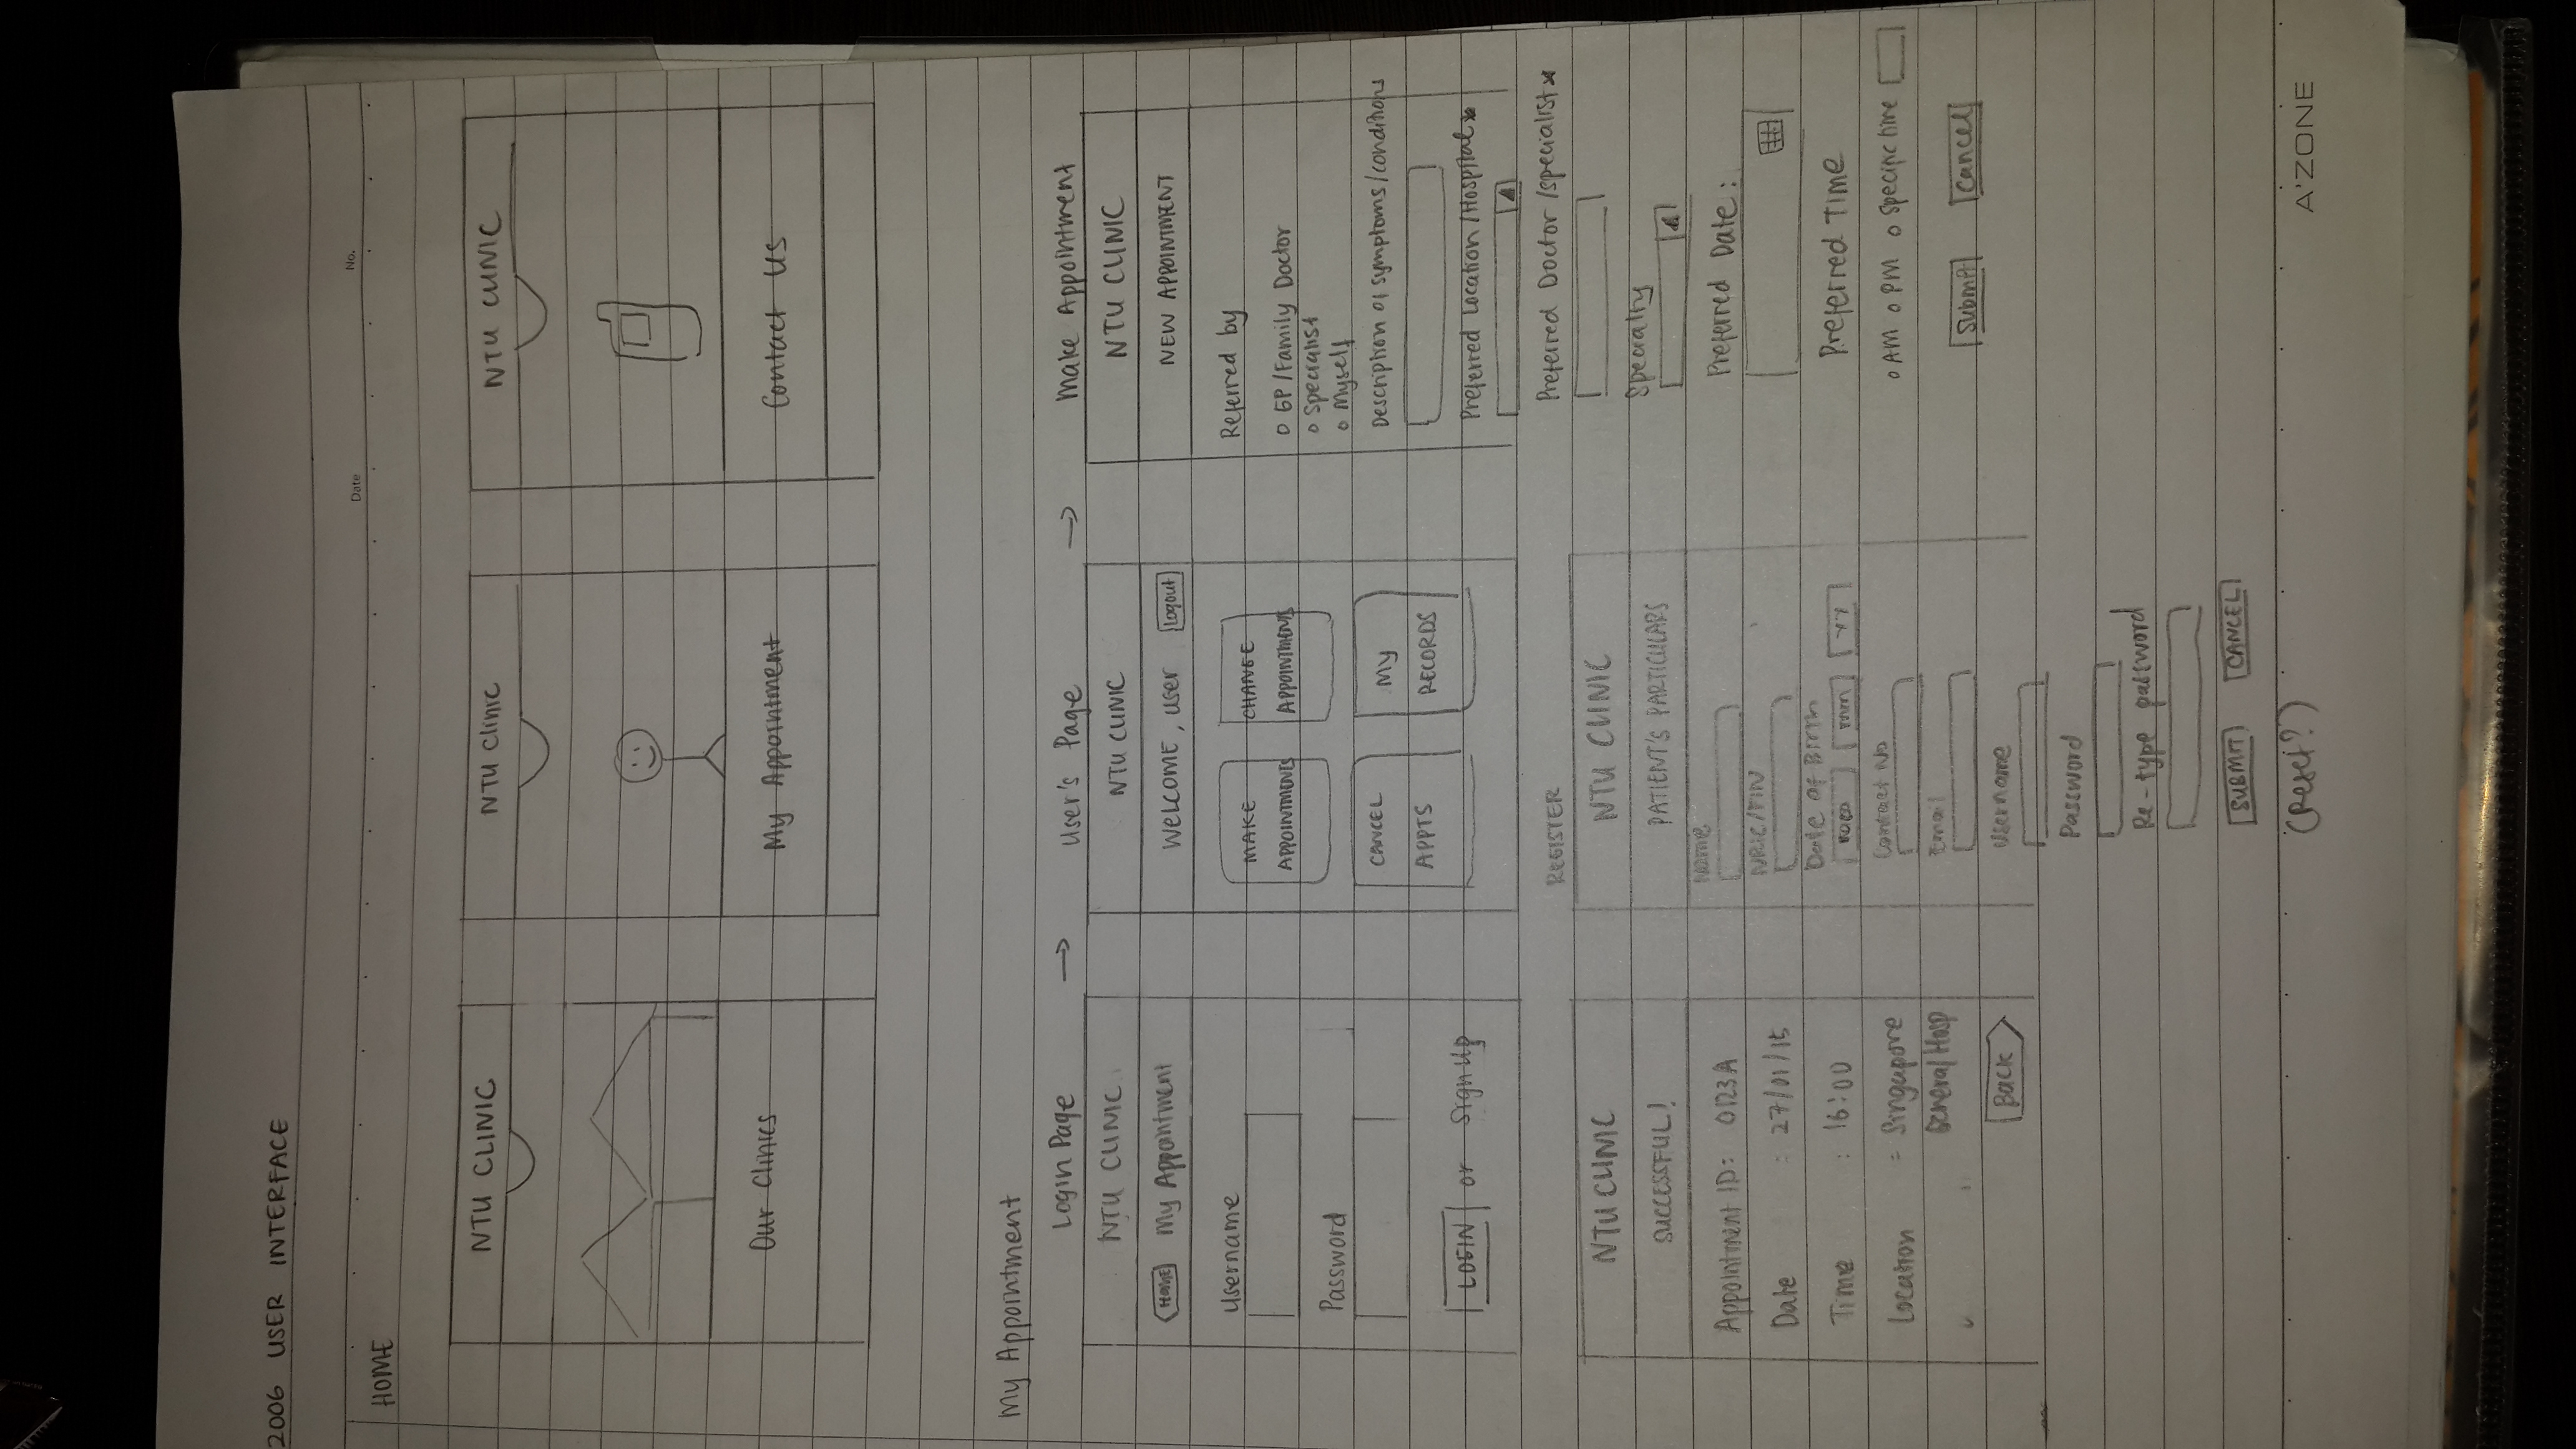 2006 USER INTERFACE
Date
No.
HOME
NTU CLINIC
Our Clinics
NTU Clinic
My Appointment
NTU CLINIC
Contact Us
My Appointment
Login Page → User's Page → Make Appointment
NTU CLINIC
HOME My Appointment
Username
Password
LOGIN or Sign Up
NTU CLINIC
WELCOME, user Logout
MAKE
APPOINTMENTS
CHANGE
APPOINTMENTS
CANCEL
APPTS
My
RECORDS
NTU CLINIC
NEW APPOINTMENT
Referred by
GP/Family Doctor
Specialist
Myself
Description of symptoms/conditions
Preferred Location/Hospital*
Preferred Doctor/specialist*
Specialty
Preferred Date:
Preferred Time
AM PM Specific time
Submit Cancel
NTU CLINIC
SUCCESSFUL!
Appointment ID: 0123A
Date : 27/01/15
Time : 16:00
Location : Singapore
General Hosp
Back
REGISTER
NTU CLINIC
PATIENT'S PARTICULARS
Name
NRIC/FIN
Date of Birth
mm YY
Contact No
Email
Username
Password
Re-type password
SUBMIT CANCEL
(Reset?)
A'ZONE